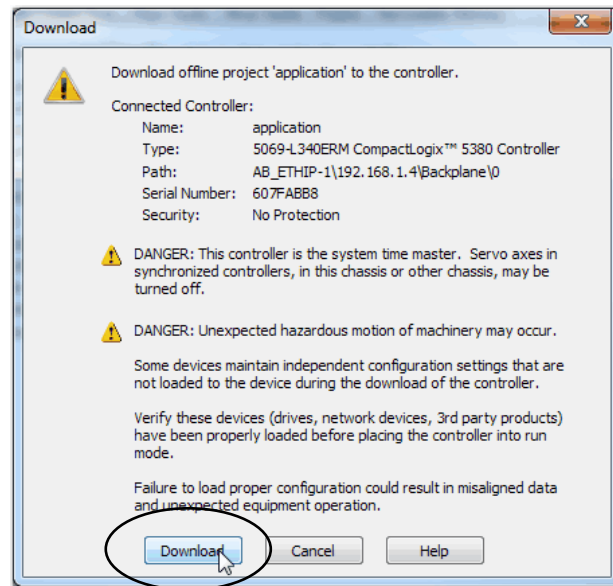 Download
Download offline project 'application' to the controller.
Connected Controller:
Name: application
Type: 5069-L340ERM CompactLogix™ 5380 Controller
Path: AB_ETHIP-1\192.168.1.4\Backplane\0
Serial Number: 607FABB8
Security: No Protection
DANGER: This controller is the system time master. Servo axes in
synchronized controllers, in this chassis or other chassis, may be
turned off.
DANGER: Unexpected hazardous motion of machinery may occur.
Some devices maintain independent configuration settings that are
not loaded to the device during the download of the controller.
Verify these devices (drives, network devices, 3rd party products)
have been properly loaded before placing the controller into run
mode.
Failure to load proper configuration could result in misaligned data
and unexpected equipment operation.
Download Cancel Help